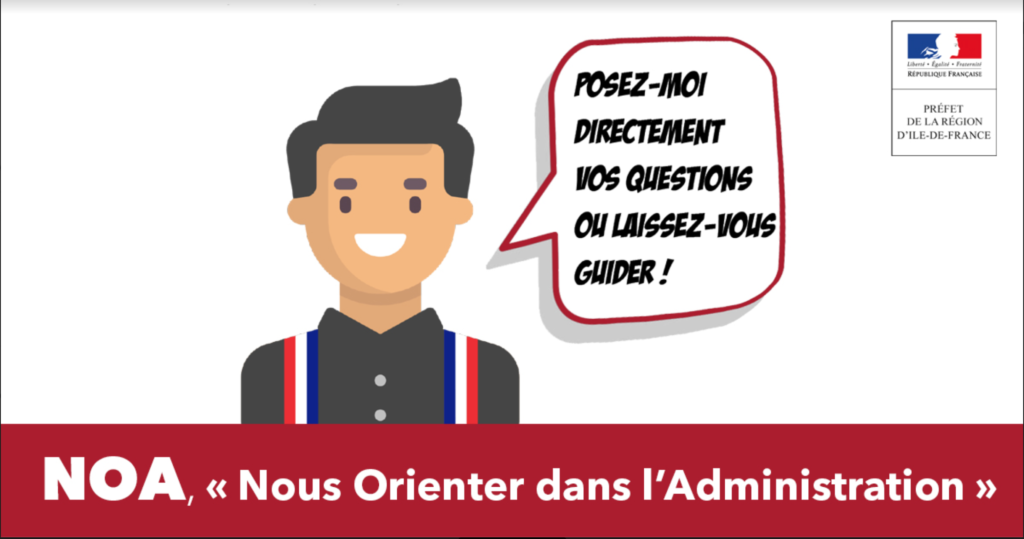 POSEZ-MOI
DIRECTEMENT
VOS QUESTIONS
OU LAISSEZ-VOUS
GUIDER !
Liberté • Égalité • Fraternité
RÉPUBLIQUE FRANÇAISE
PRÉFET
DE LA RÉGION
D'ILE-DE-FRANCE
NOA, « Nous Orienter dans l'Administration »